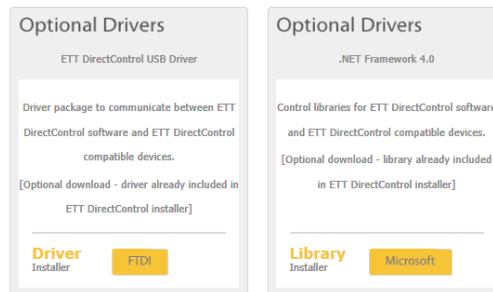 Optional Drivers
ETT DirectControl USB Driver
Driver package to communicate between ETT
DirectControl software and ETT DirectControl
compatible devices.
[Optional download - driver already included in
ETT DirectControl installer]
Driver
Installer
FTDI
Optional Drivers
.NET Framework 4.0
Control libraries for ETT DirectControl software
and ETT DirectControl compatible devices.
[Optional download - library already included
in ETT DirectControl installer]
Library
Installer
Microsoft